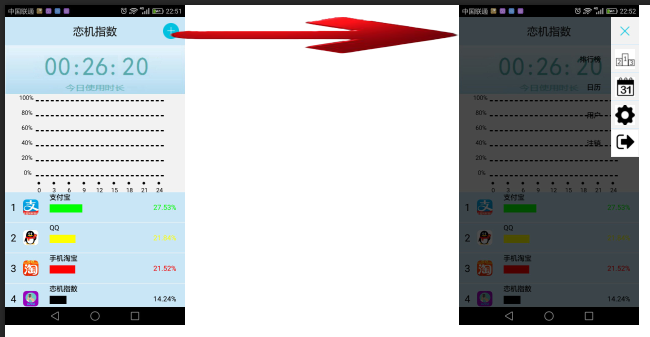 中国联通 22:51
恋机指数
+
00:26:20
今日使用时长
100%
80%
60%
40%
20%
0%
0 3 6 9 12 15 18 21 24
1 支付宝 27.53%
2 QQ
3 手机淘宝 21.52%
4 恋机指数 14.24%
中国联通 22:52
恋机指数
00:26:20
排行榜
今日使用时长
日历
31
100%
80%
用户
60%
40%
注销
20%
0%
0 3 6 9 12 15 18 21 24
1 支付宝 27.53%
2 QQ
3 手机淘宝 21.52%
4 恋机指数 14.24%